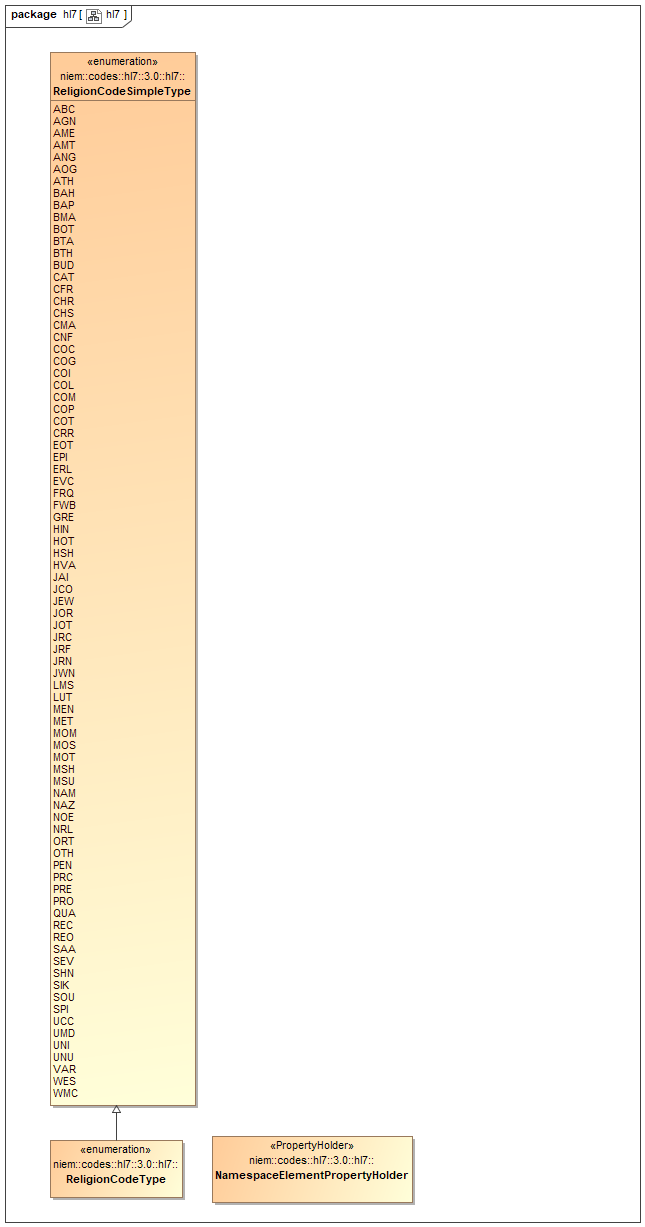 package hl7 [ hl7 ]
«enumeration»
niem::codes::hl7::3.0::hl7::
ReligionCodeSimpleType
ABC
AGN
AME
AMT
ANG
AOG
ATH
BAH
BAP
BMA
BOT
BTA
BTH
BUD
CAT
CFR
CHR
CHS
CMA
CNF
COC
COG
COI
COL
COM
COP
COT
CRR
EOT
EPI
ERL
EVC
FRQ
FWB
GRE
HIN
HOT
HSH
HVA
JAI
JCO
JEW
JOR
JOT
JRC
JRF
JRN
JWN
LMS
LUT
MEN
MET
MOM
MOS
MOT
MSH
MSU
NAM
NAZ
NOE
NRL
ORT
OTH
PEN
PRC
PRE
PRO
QUA
REC
REO
SAA
SEV
SHN
SIK
SOU
SPI
UCC
UMD
UNI
UNU
VAR
WES
WMC
«enumeration»
niem::codes::hl7::3.0::hl7::
ReligionCodeType
«PropertyHolder»
niem::codes::hl7::3.0::hl7::
NamespaceElementPropertyHolder